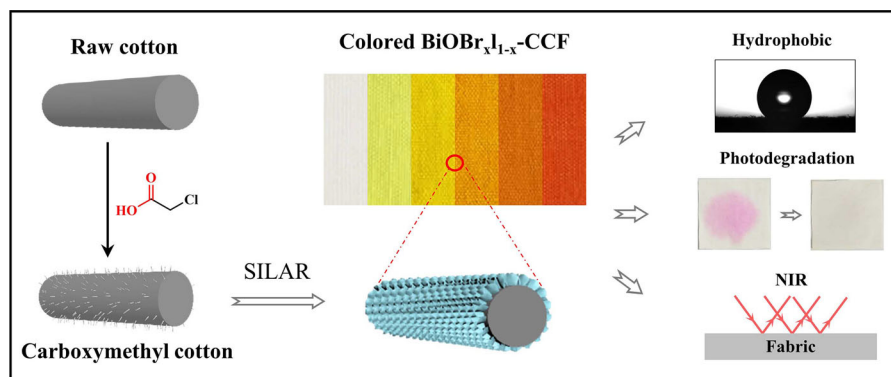 Raw cotton
O
HO
Cl
Carboxymethyl cotton
SILAR
Colored BiOBrₓI₁₋ₓ-CCF
Hydrophobic
Photodegradation
NIR
Fabric